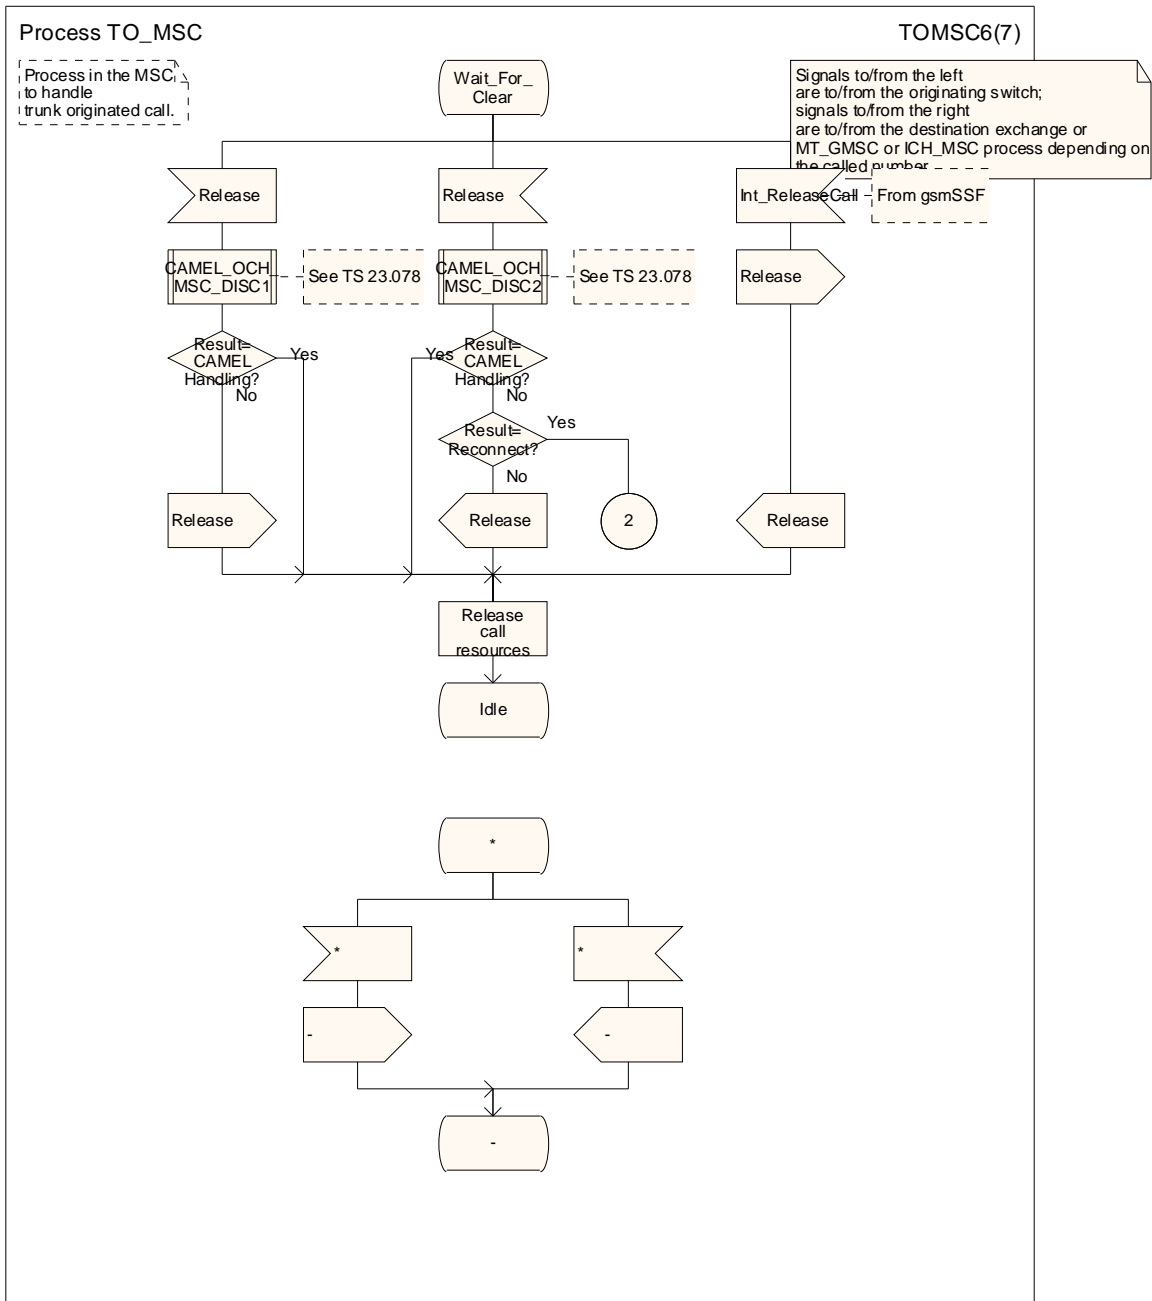 Process TO_MSC
TOMSC6(7)
Process in the MSC
to handle
trunk originated call.
Wait_For_
Clear
Signals to/from the left
are to/from the originating switch;
signals to/from the right
are to/from the destination exchange or
MT_GMSC or ICH_MSC process depending on
the called number
Release
Release
Int_ReleaseCall
From gsmSSF
CAMEL_OCH_
MSC_DISC1
See TS 23.078
CAMEL_OCH_
MSC_DISC2
See TS 23.078
Release
Result=
CAMEL
Handling?
Yes
No
Yes
Result=
CAMEL
Handling?
No
Result=
Reconnect?
Yes
No
Release
Release
2
Release
Release
call
resources
Idle
*
*
*
-
-
-